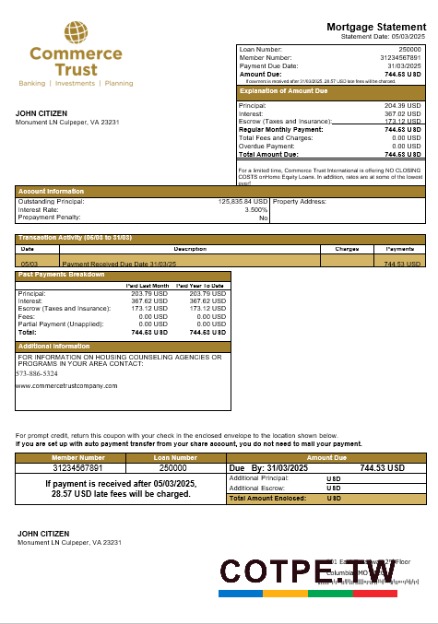 Mortgage Statement
Statement Date: 05/03/2025
Commerce
Trust
Banking | Investments | Planning
Loan Number: 250000
Member Number: 31234567891
Payment Due Date: 31/03/2025
Amount Due: 744.53 USD
If payment is received after 31/03/2025, 28.57 USD late fees will be charged.
Explanation of Amount Due
Principal: 204.39 USD
Interest: 367.02 USD
Escrow (Taxes and Insurance): 173.12 USD
Regular Monthly Payment: 744.53 USD
Total Fees and Charges: 0.00 USD
Overdue Payment: 0.00 USD
Total Amount Due: 744.53 USD
JOHN CITIZEN
Monument LN Culpeper, VA 23231
For a limited time, Commerce Trust International is offering NO CLOSING
COSTS on Home Equity Loans. In addition, rates are at some of the lowest
Account Information
Outstanding Principal: 125,835.84 USD
Interest Rate: 3.500%
Prepayment Penalty: No
Property Address:
Transaction Activity (05/03 to 31/03)
Date Description Charges Payments
05/03 Payment Received Due Date 31/03/25 744.53 USD
Past Payments Breakdown
Paid Last Month Paid Year To Date
Principal: 203.79 USD 203.79 USD
Interest: 367.62 USD 367.62 USD
Escrow (Taxes and Insurance): 173.12 USD 173.12 USD
Fees: 0.00 USD 0.00 USD
Partial Payment (Unapplied): 0.00 USD 0.00 USD
Total: 744.53 USD 744.53 USD
Additional Information
FOR INFORMATION ON HOUSING COUNSELING AGENCIES OR
PROGRAMS IN YOUR AREA CONTACT:
573-886-5324
www.commercetrustcompany.com
For prompt credit, return this coupon with your check in the enclosed envelope to the location shown below.
If you are set up with auto payment transfer from your share account, you do not need to mail your payment.
Member Number Loan Number Amount Due
31234567891 250000 Due By: 31/03/2025 744.53 USD
If payment is received after 05/03/2025,
28.57 USD late fees will be charged.
Additional Principal: USD
Additional Escrow: USD
Total Amount Enclosed: USD
JOHN CITIZEN
Monument LN Culpeper, VA 23231
COTPE.TW